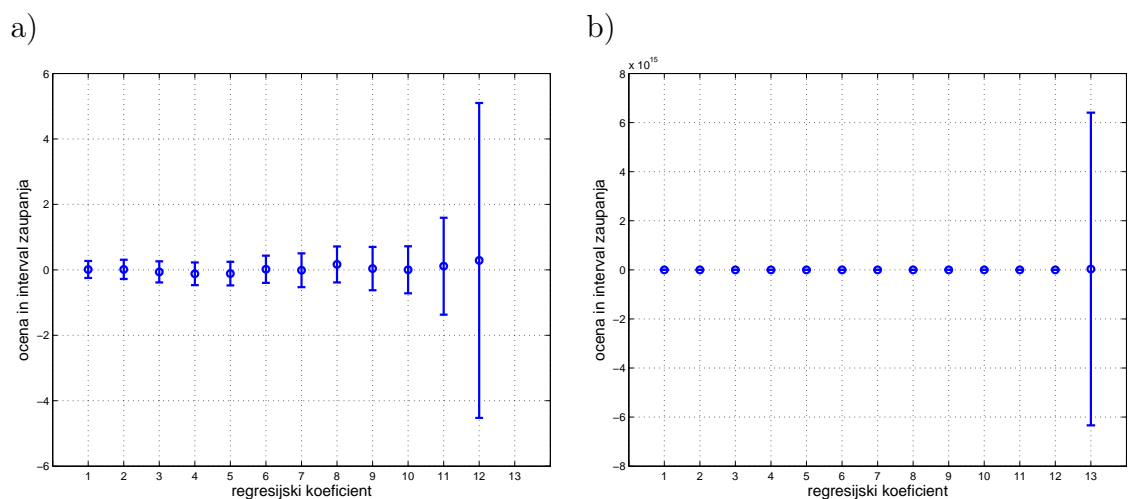 a)
6
4
2
0
−2
−4
−6
ocena in interval zaupanja
1 2 3 4 5 6 7 8 9 10 11 12 13
regresijski koeficient
b)
x 10^15
8
6
4
2
0
−2
−4
−6
−8
ocena in interval zaupanja
1 2 3 4 5 6 7 8 9 10 11 12 13
regresijski koeficient